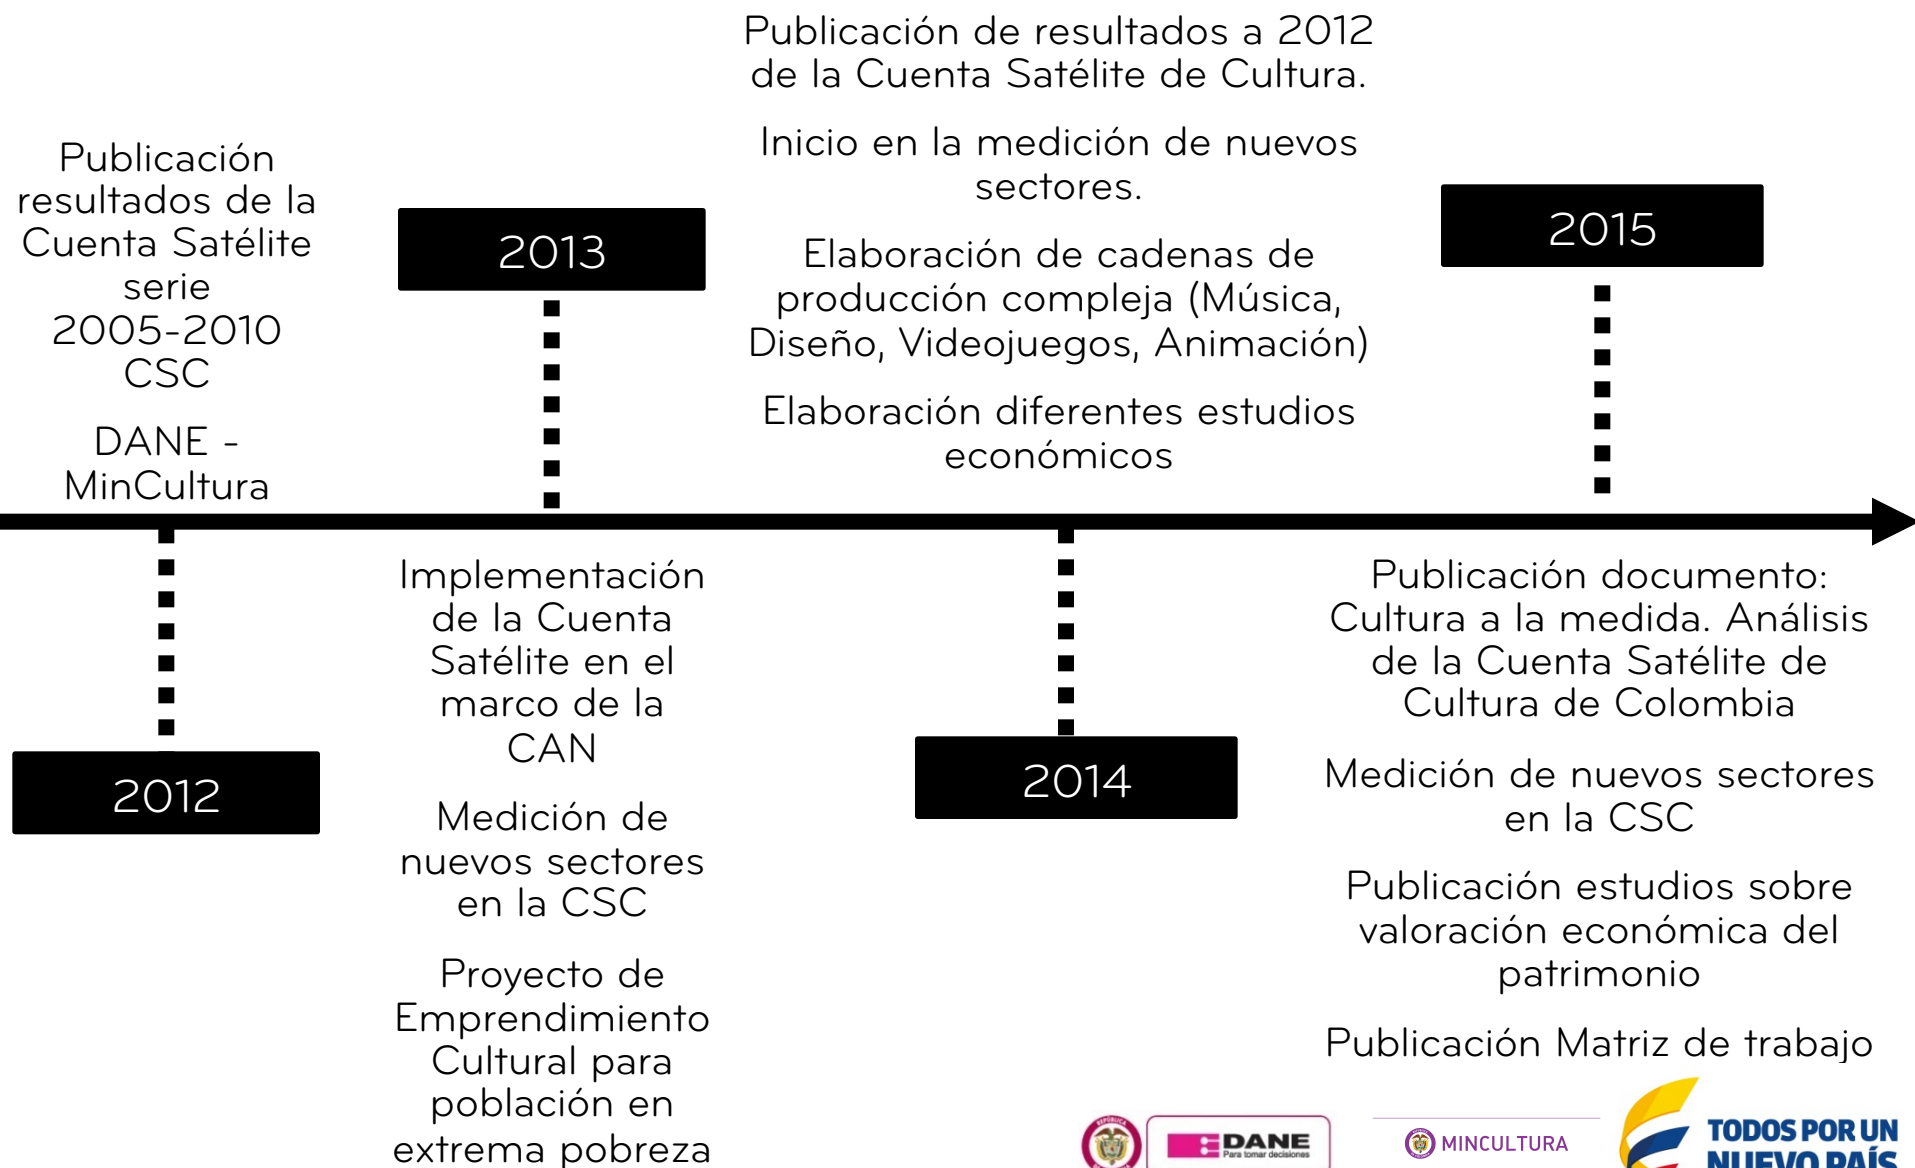 Publicación
resultados de la
Cuenta Satélite
serie
2005-2010
CSC
DANE -
MinCultura
2012
2013
Implementación
de la Cuenta
Satélite en el
marco de la
CAN
Medición de
nuevos sectores
en la CSC
Proyecto de
Emprendimiento
Cultural para
población en
extrema pobreza
Publicación de resultados a 2012
de la Cuenta Satélite de Cultura.
Inicio en la medición de nuevos
sectores.
Elaboración de cadenas de
producción compleja (Música,
Diseño, Videojuegos, Animación)
Elaboración diferentes estudios
económicos
2014
2015
Publicación documento:
Cultura a la medida. Análisis
de la Cuenta Satélite de
Cultura de Colombia
Medición de nuevos sectores
en la CSC
Publicación estudios sobre
valoración económica del
patrimonio
Publicación Matriz de trabajo
DANE
Para tomar decisiones
MINCULTURA
TODOS POR UN
NUEVO PAÍS